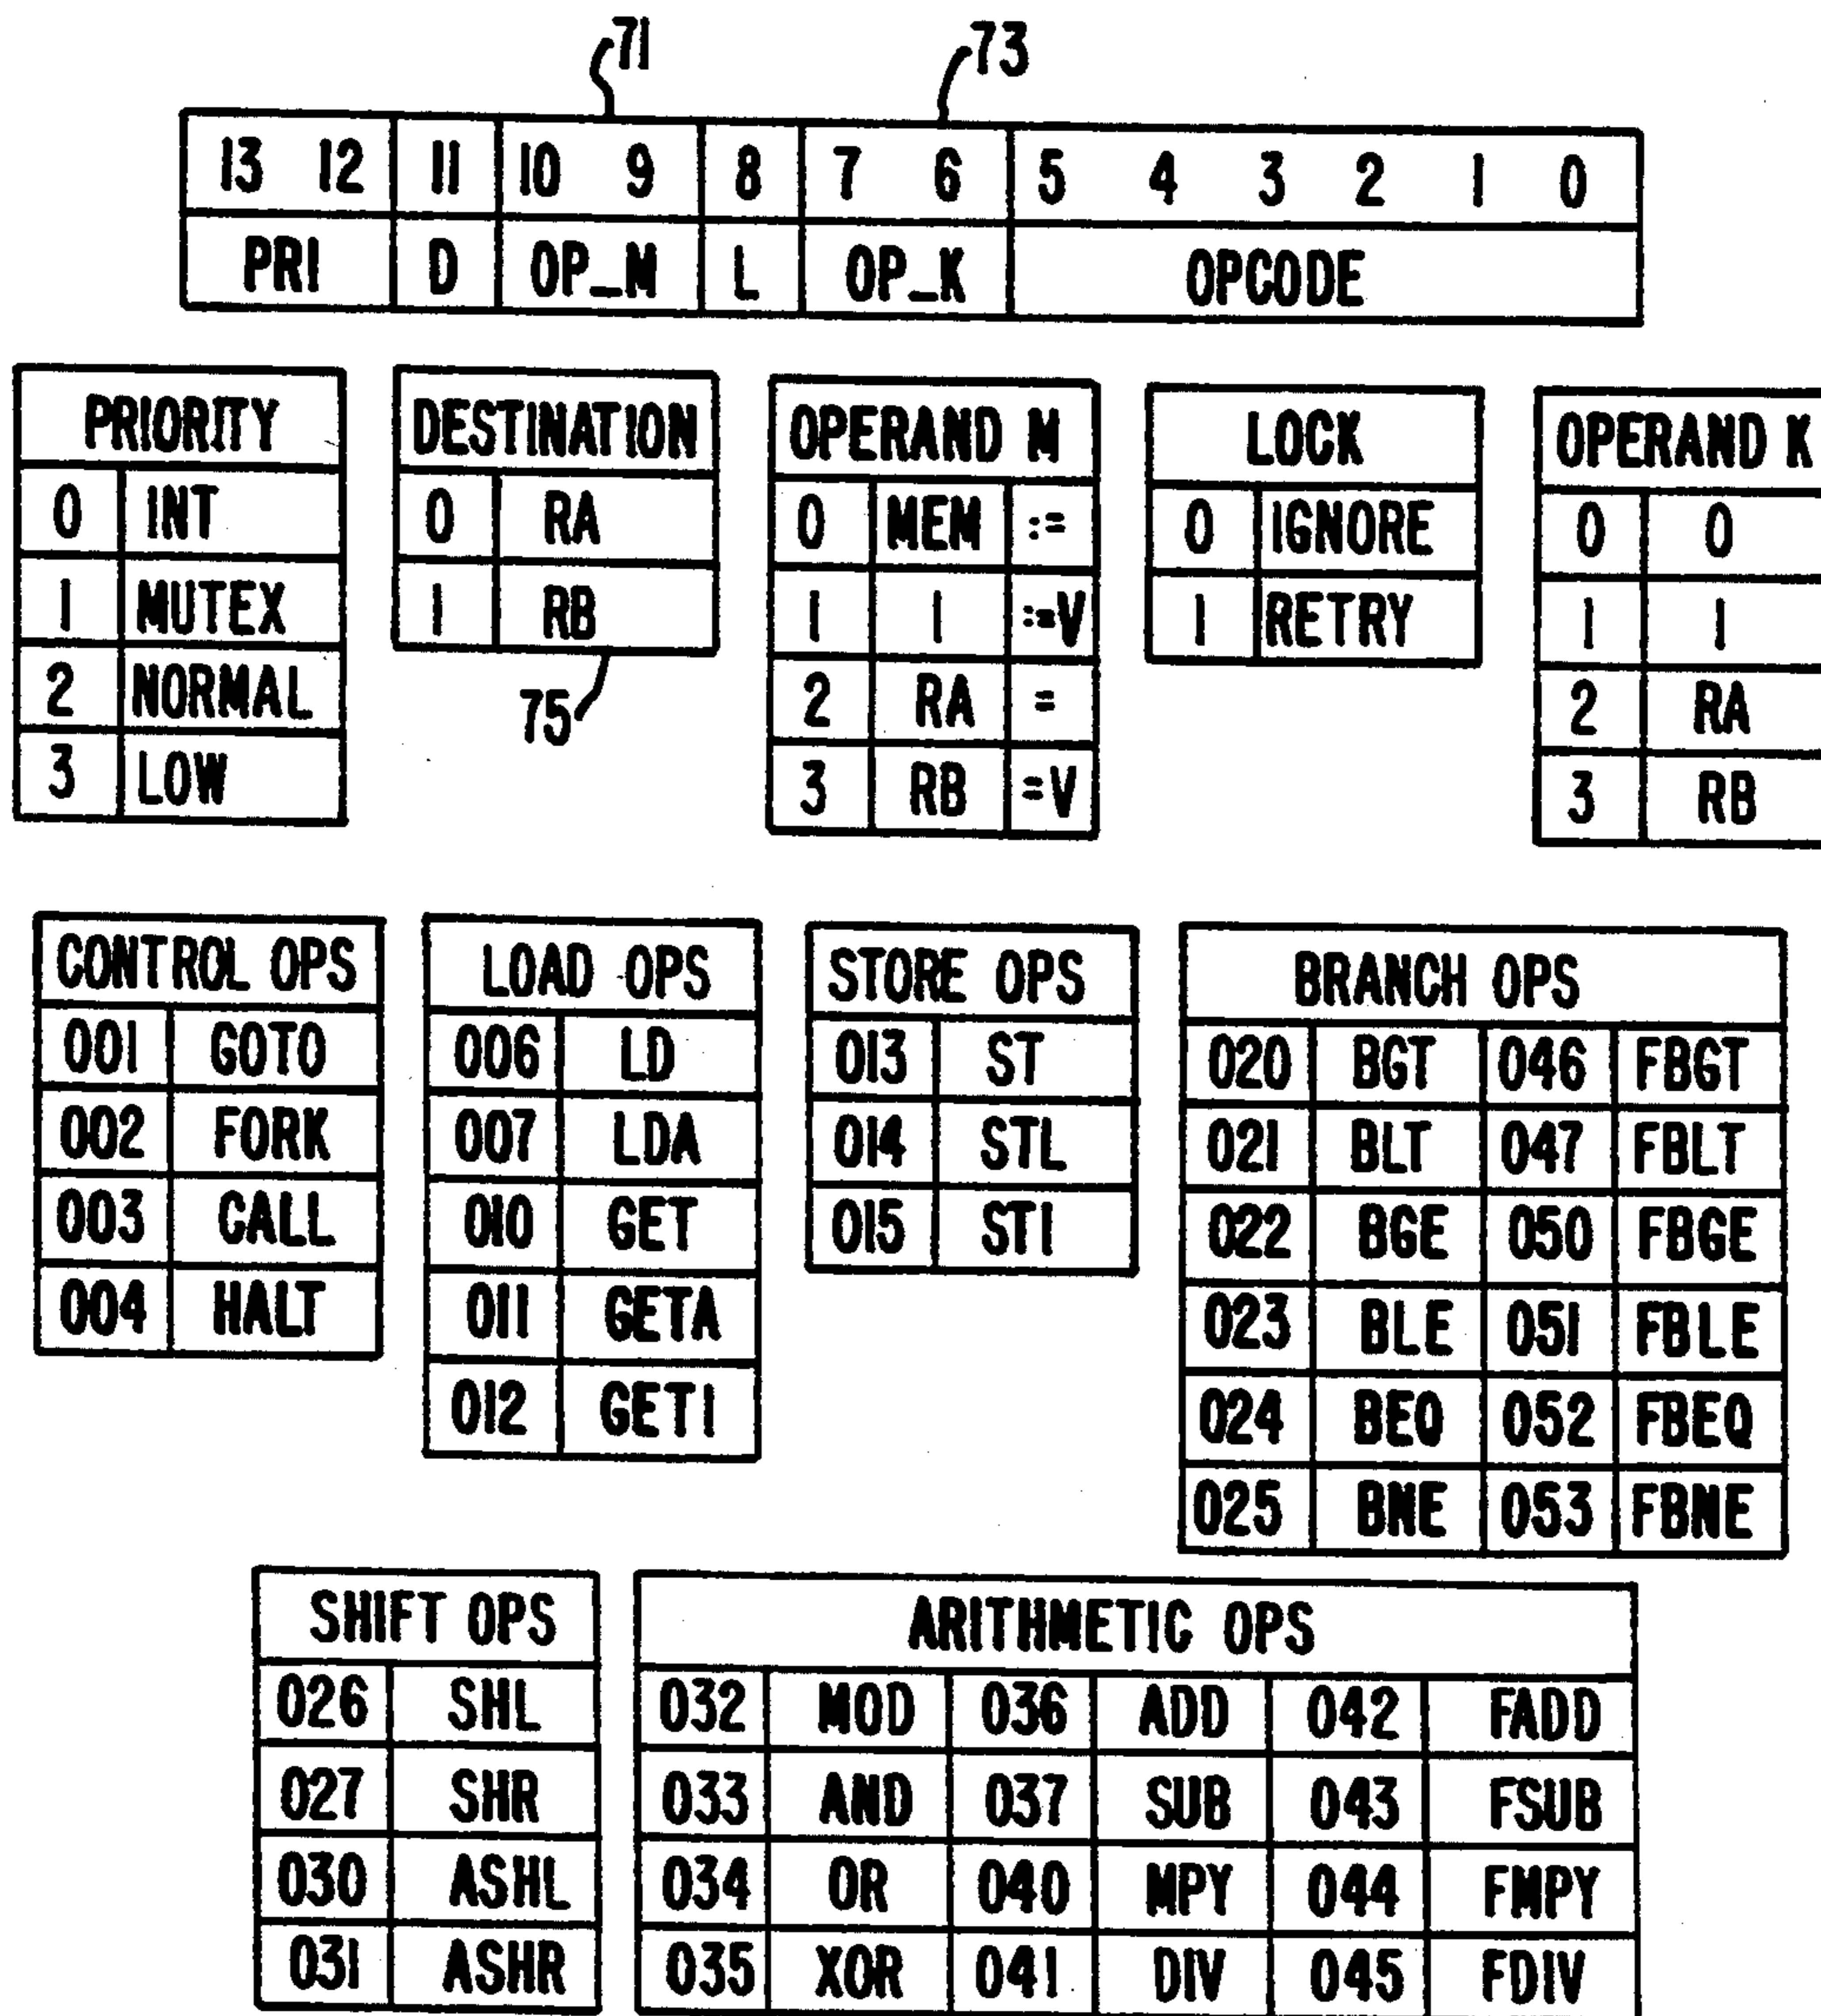 71 73
13 12 11 10 9 8 7 6 5 4 3 2 1 0
PRI D OP_M L OP_K OPCODE
PRIORITY
0 INT
1 MUTEX
2 NORMAL
3 LOW
DESTINATION
0 RA
1 RB
75
OPERAND M
0 MEM :=
1 1 :=V
2 RA =
3 RB =V
LOCK
0 IGNORE
1 RETRY
OPERAND K
0 0
1 1
2 RA
3 RB
CONTROL OPS
001 GOTO
002 FORK
003 CALL
004 HALT
LOAD OPS
006 LD
007 LDA
010 GET
011 GETA
012 GETI
STORE OPS
013 ST
014 STL
015 STI
BRANCH OPS
020 BGT 046 FBGT
021 BLT 047 FBLT
022 BGE 050 FBGE
023 BLE 051 FBLE
024 BEQ 052 FBEQ
025 BNE 053 FBNE
SHIFT OPS
026 SHL
027 SHR
030 ASHL
031 ASHR
ARITHMETIC OPS
032 MOD 036 ADD 042 FADD
033 AND 037 SUB 043 FSUB
034 OR 040 MPY 044 FMPY
035 XOR 041 DIV 045 FDIV